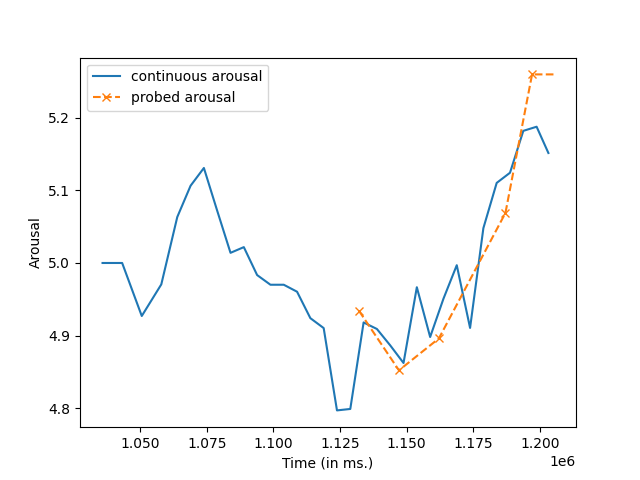 continuous arousal
probed arousal
5.2
5.1
5.0
4.9
4.8
Arousal
1.050 1.075 1.100 1.125 1.150 1.175 1.200
1e6
Time (in ms.)